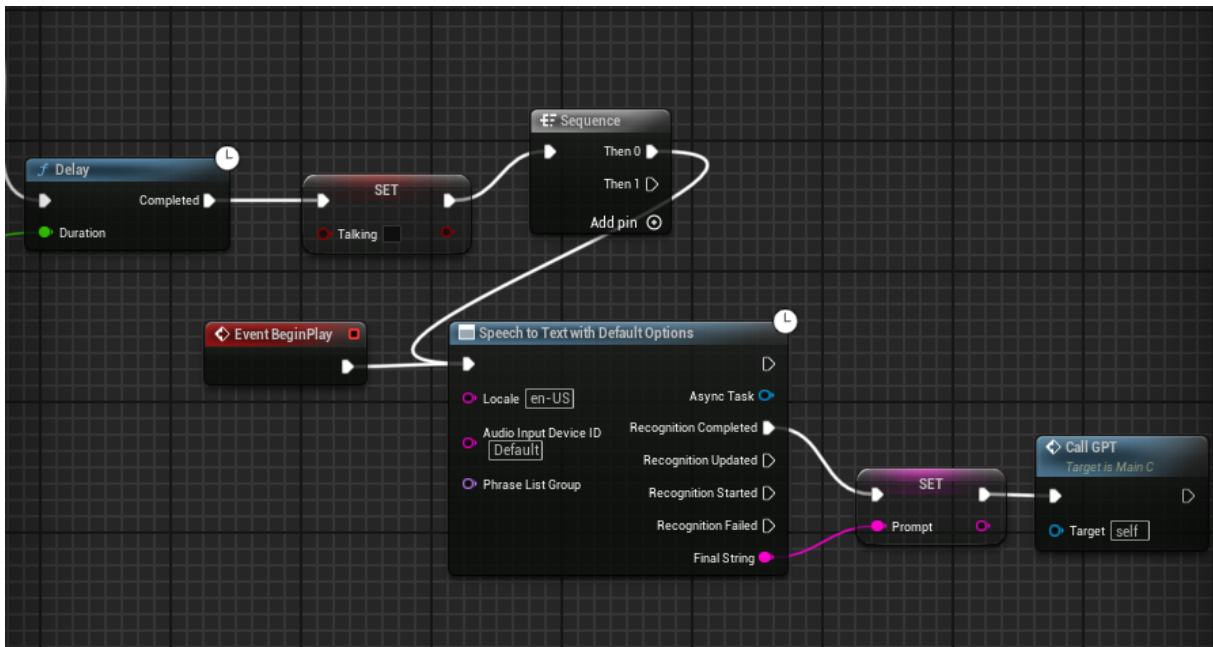 Sequence
Then 0
Then 1
Add pin
f Delay
Completed
Duration
SET
Talking
Event BeginPlay
Speech to Text with Default Options
Locale en-US
Async Task
Audio Input Device ID
Default
Recognition Completed
Recognition Updated
Phrase List Group
Recognition Started
Recognition Failed
Final String
SET
Prompt
Call GPT
Target is Main C
Target self